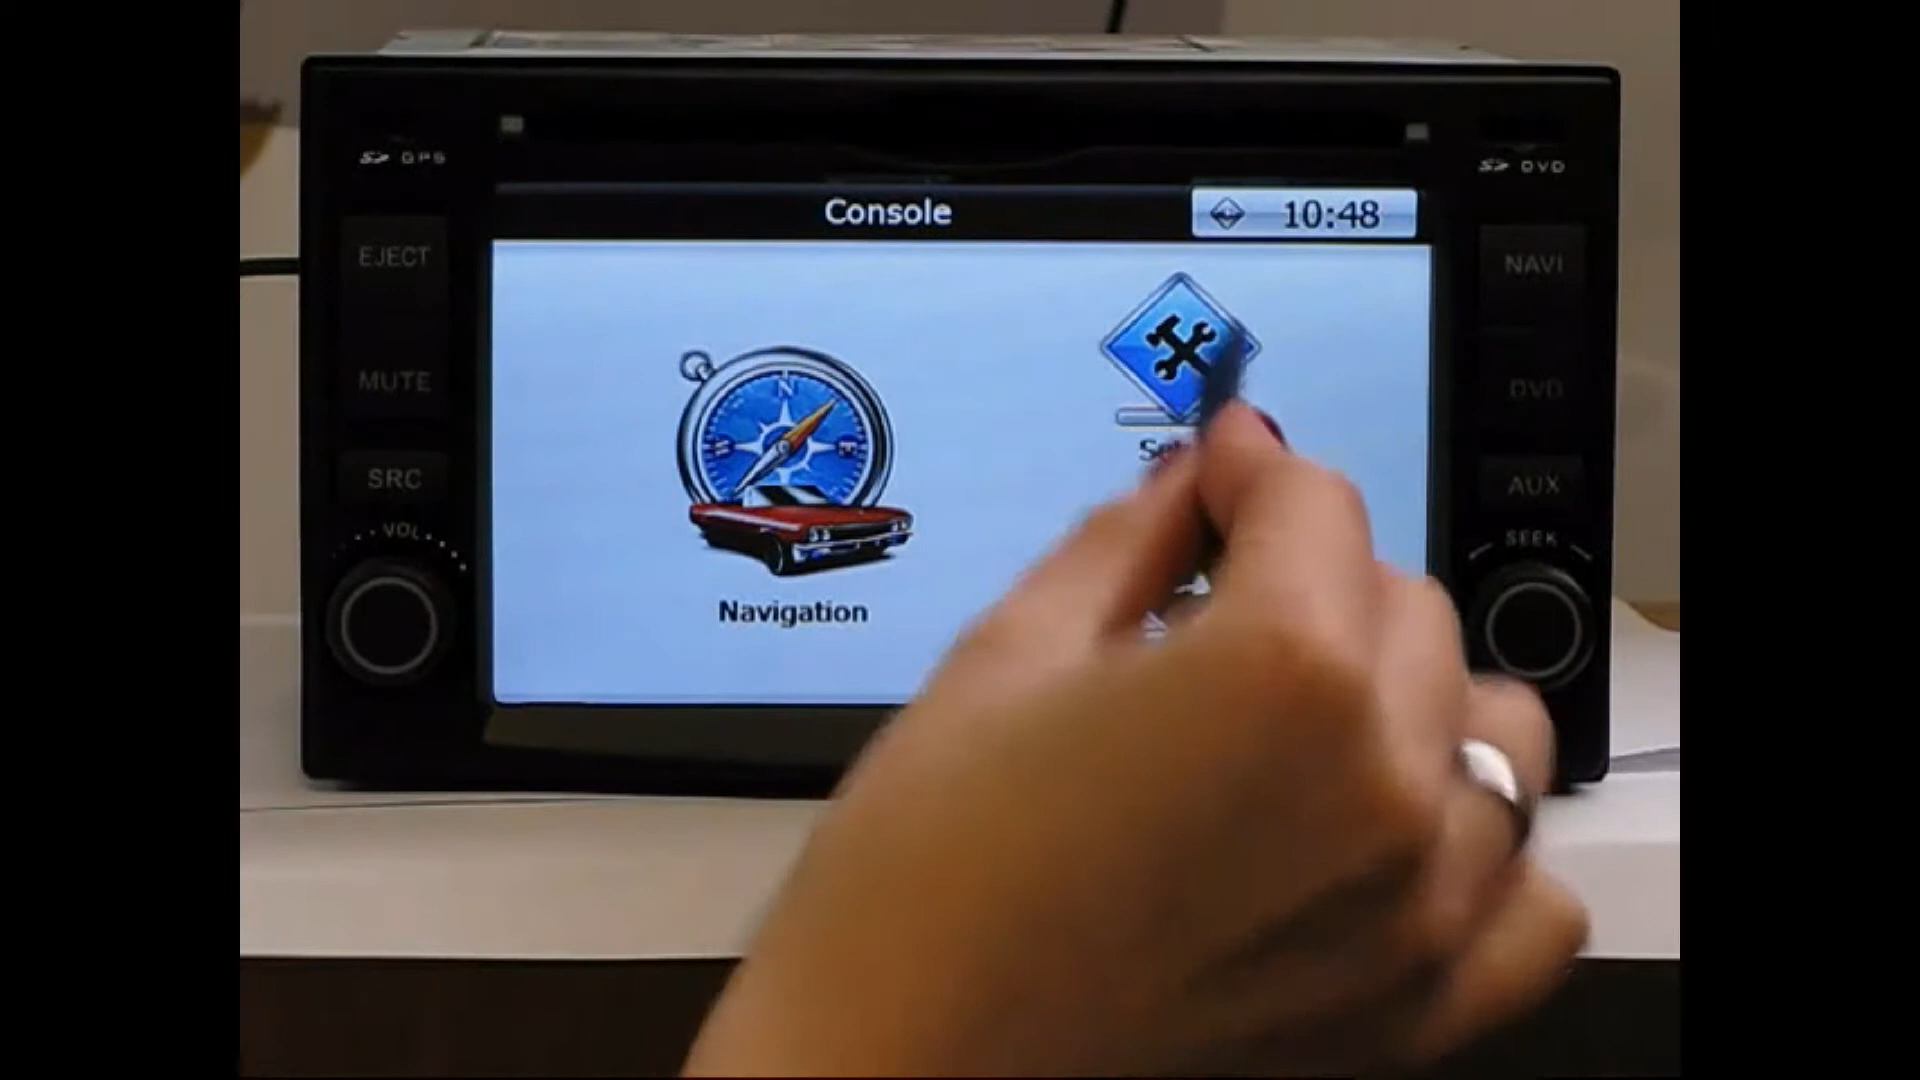 GPS
DVD
Console
10:48
EJECT
NAVI
MUTE
DVD
SRC
AUX
VOL
SEEK
N
W
E
Navigation